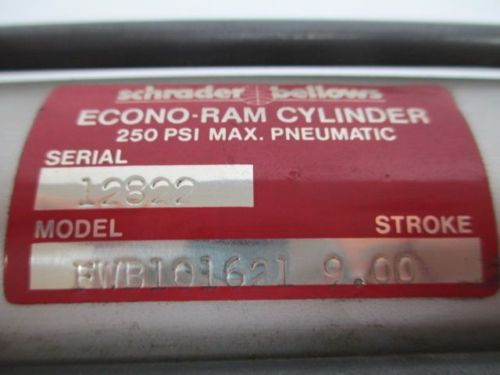 schrader bellows
ECONO-RAM CYLINDER
250 PSI MAX. PNEUMATIC
SERIAL
12822
MODEL STROKE
FWB101621 9.00